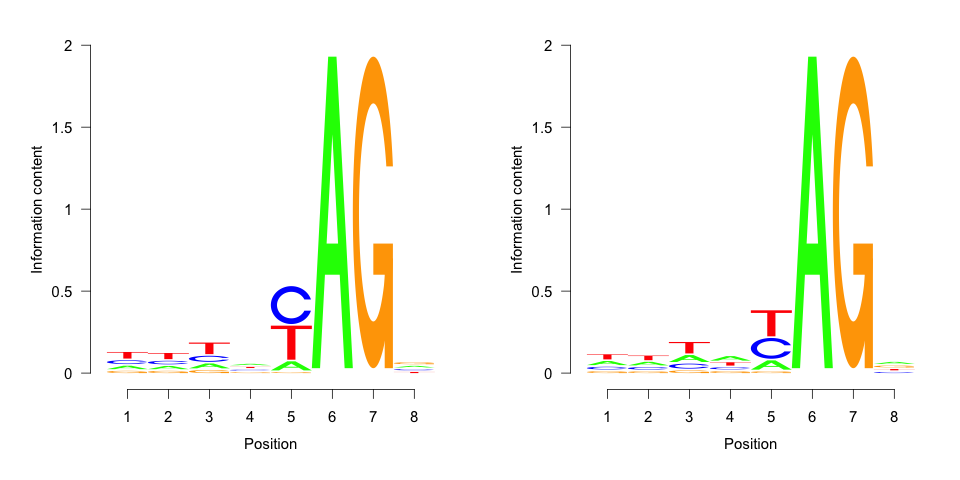 2
1.5
1
0.5
0
Information content
T T T C A G
C C C T
A A A A
1 2 3 4 5 6 7 8
Position
2
1.5
1
0.5
0
Information content
T T T A T A G
A A A T C
C C C A
1 2 3 4 5 6 7 8
Position